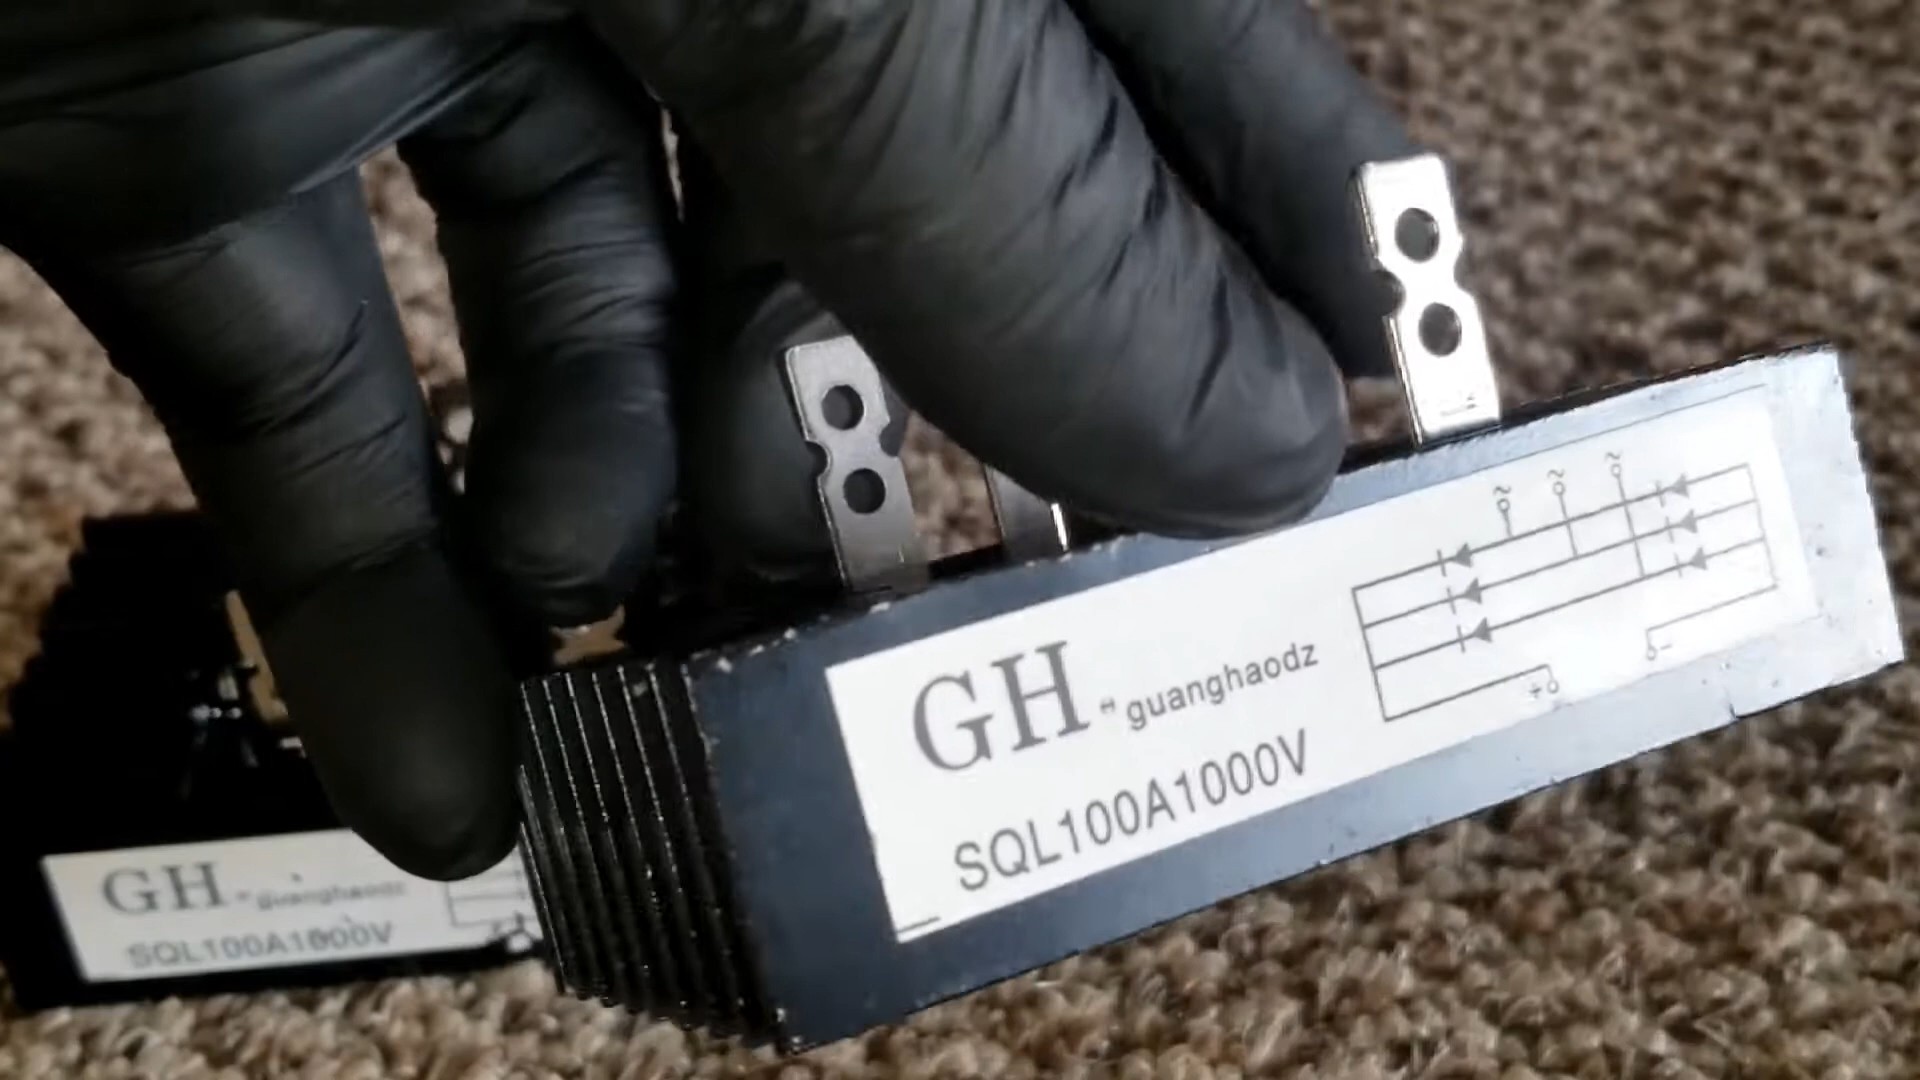 GH - guanghaodz
SQL100A1000V
~ ~ ~
+ -
GH - guanghaodz
SQL100A1000V